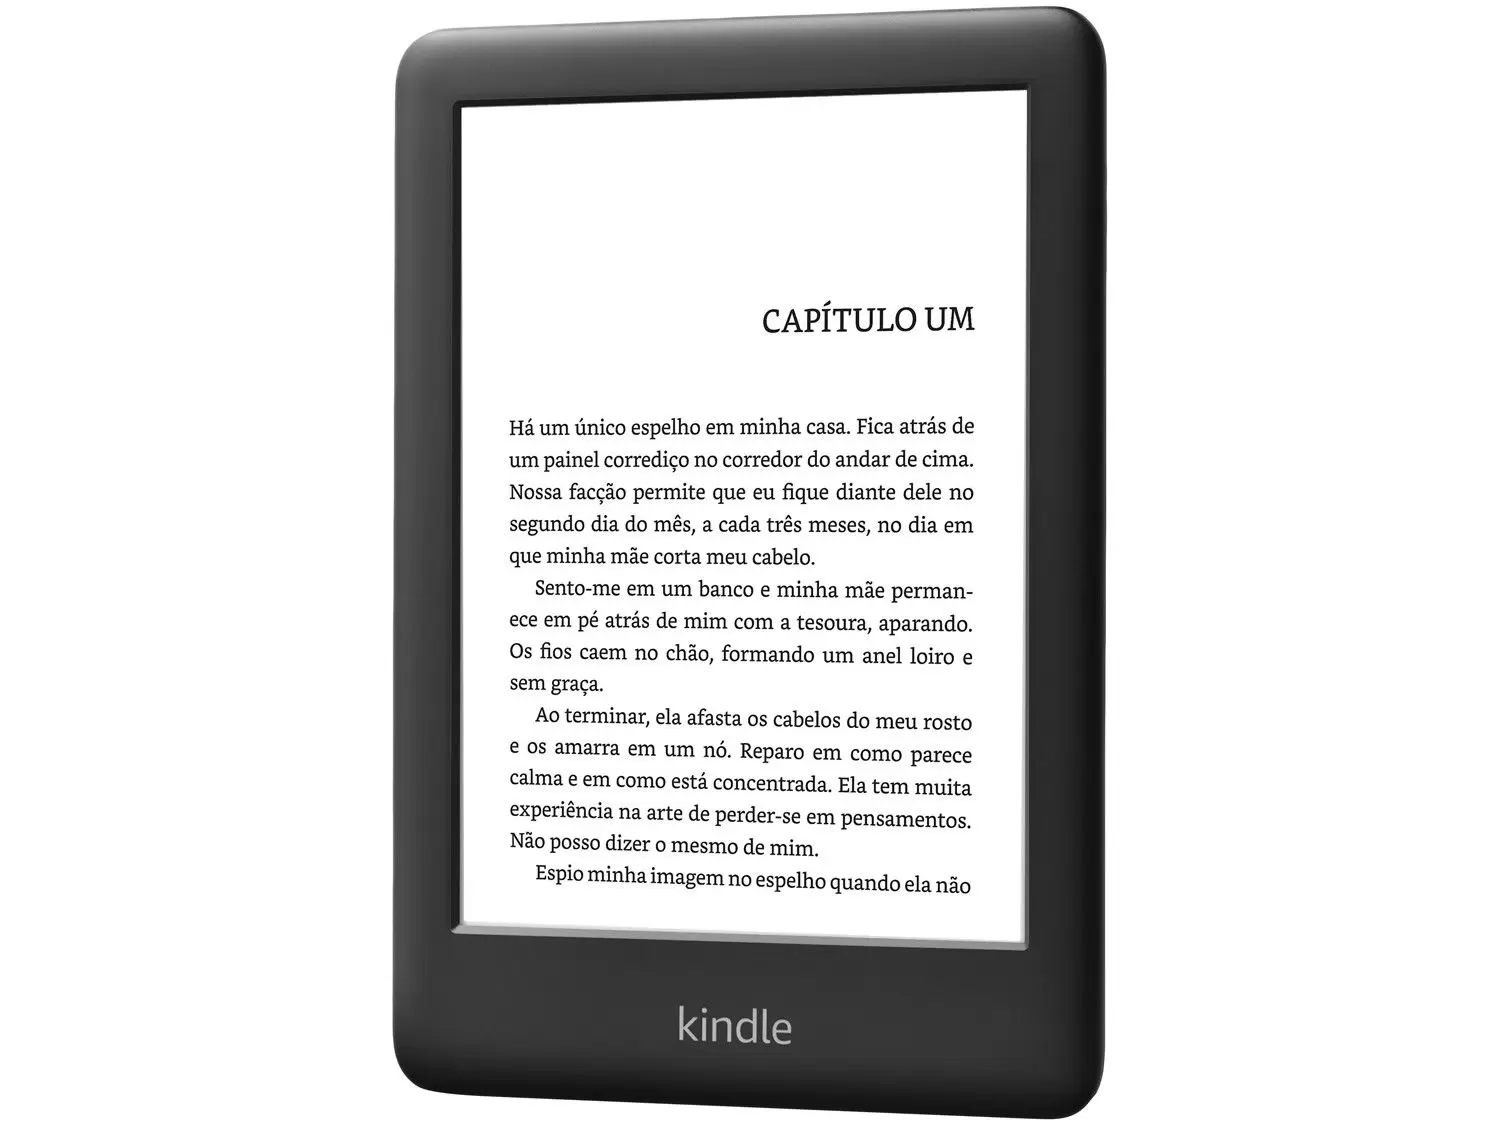 CAPÍTULO UM
Há um único espelho em minha casa. Fica atrás de
um painel corrediço no corredor do andar de cima.
Nossa facção permite que eu fique diante dele no
segundo dia do mês, a cada três meses, no dia em
que minha mãe corta meu cabelo.
Sento-me em um banco e minha mãe perman-
ece em pé atrás de mim com a tesoura, aparando.
Os fios caem no chão, formando um anel loiro e
sem graça.
Ao terminar, ela afasta os cabelos do meu rosto
e os amarra em um nó. Reparo em como parece
calma e em como está concentrada. Ela tem muita
experiência na arte de perder-se em pensamentos.
Não posso dizer o mesmo de mim.
Espio minha imagem no espelho quando ela não
kindle